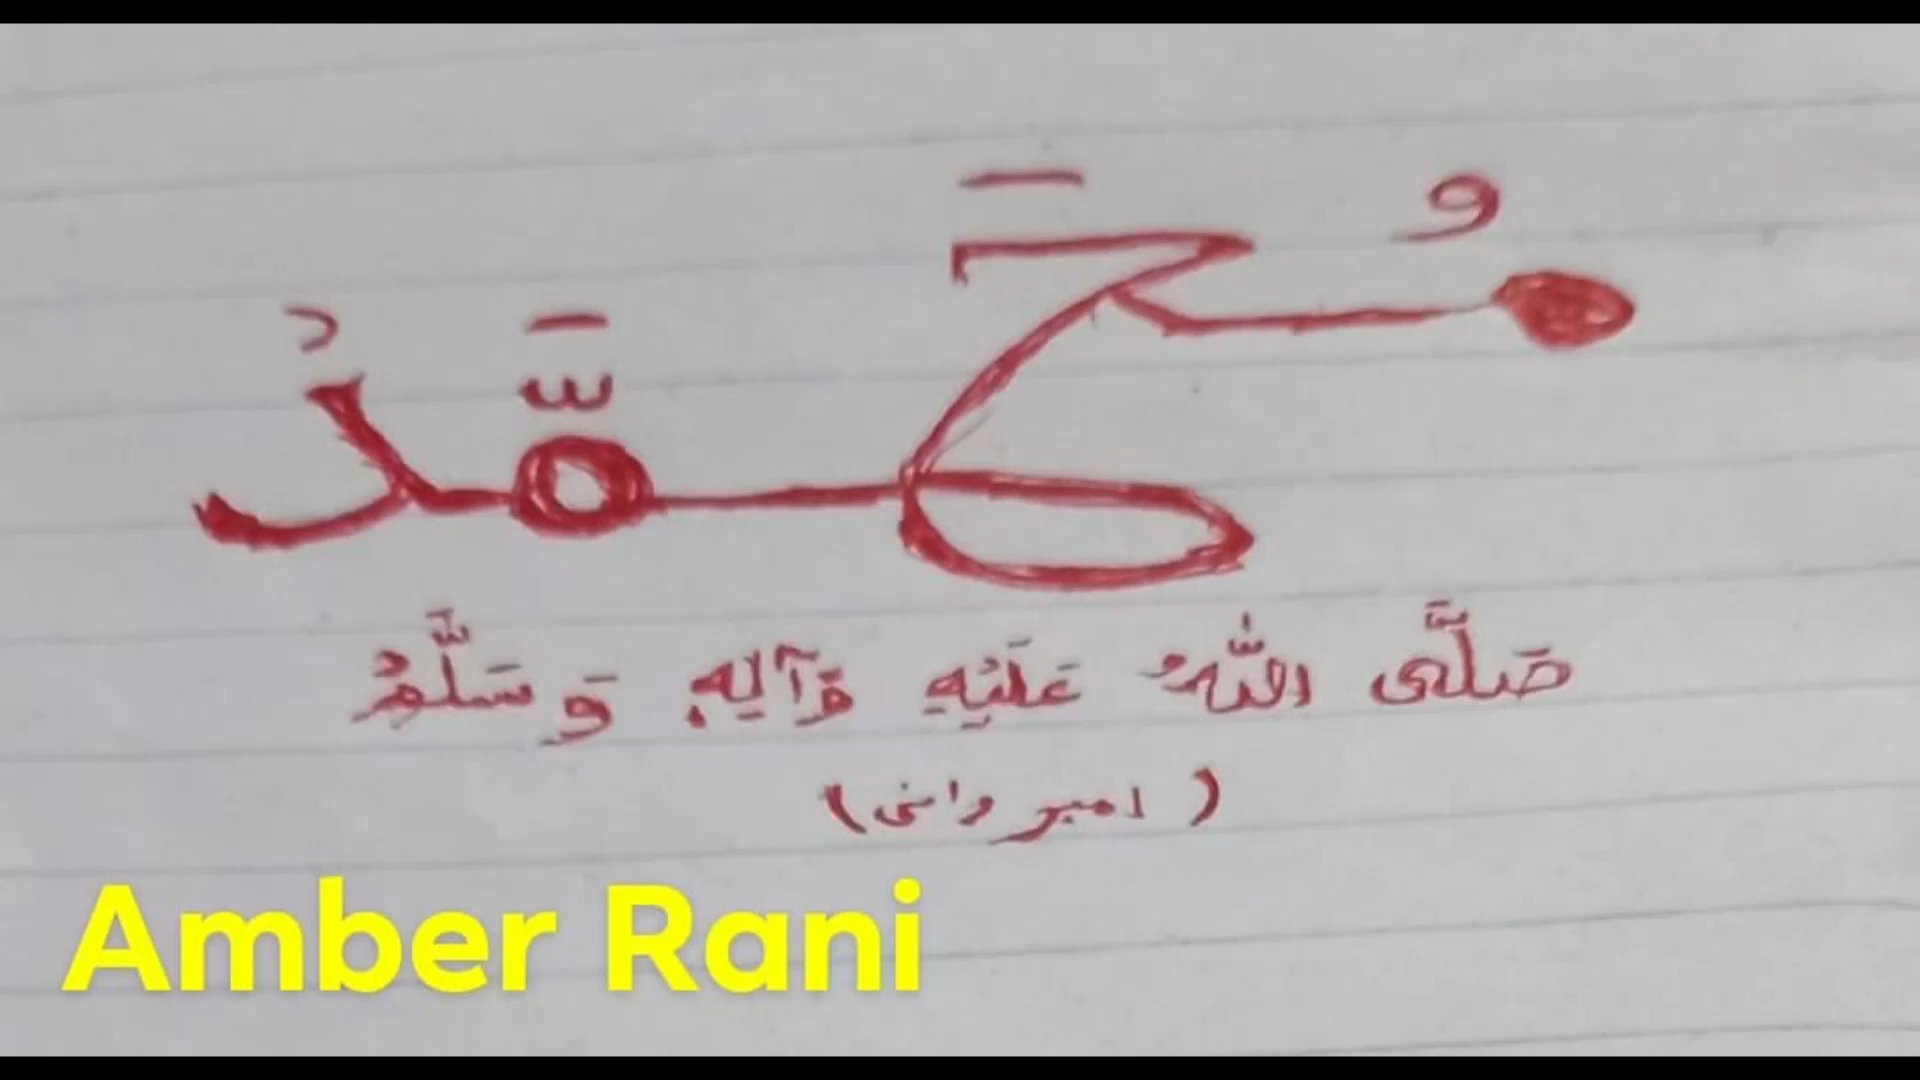 مُحَمَّدْ
صَلَّى اللّٰهُ عَلَيْهِ وَآلِهٖ وَسَلَّمْ
(امبر رانی)
Amber Rani